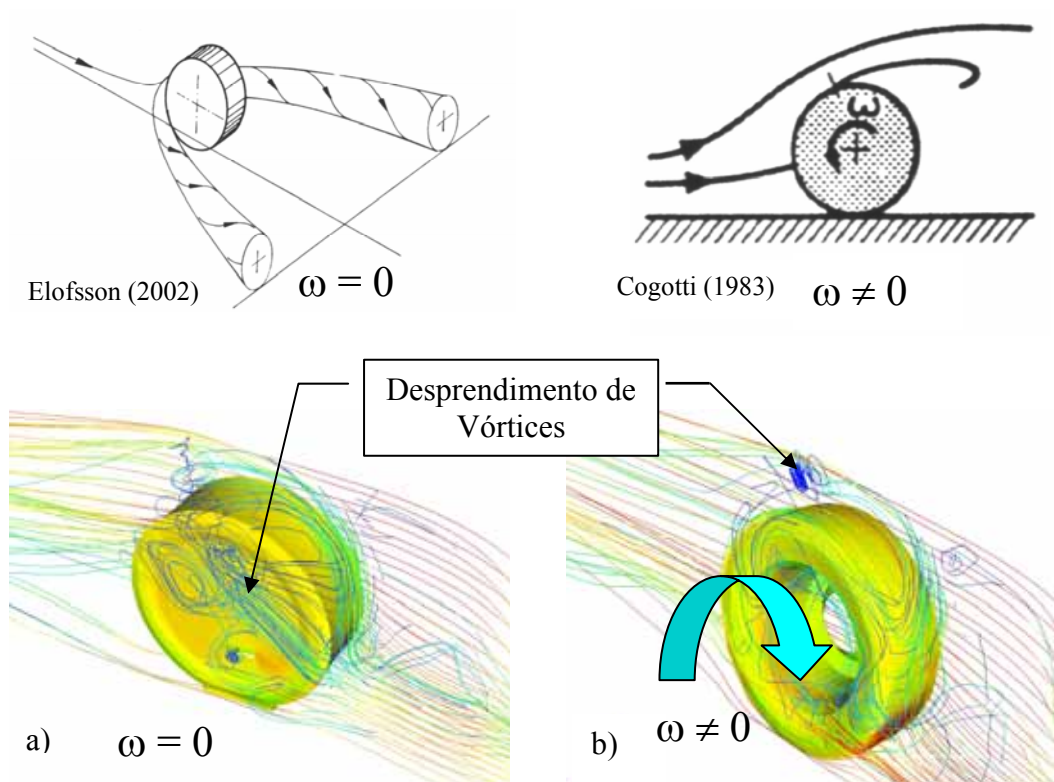 ω
Elofsson (2002)
ω = 0
Cogotti (1983)
ω ≠ 0
Desprendimento de
Vórtices
a)
ω = 0
b)
ω ≠ 0